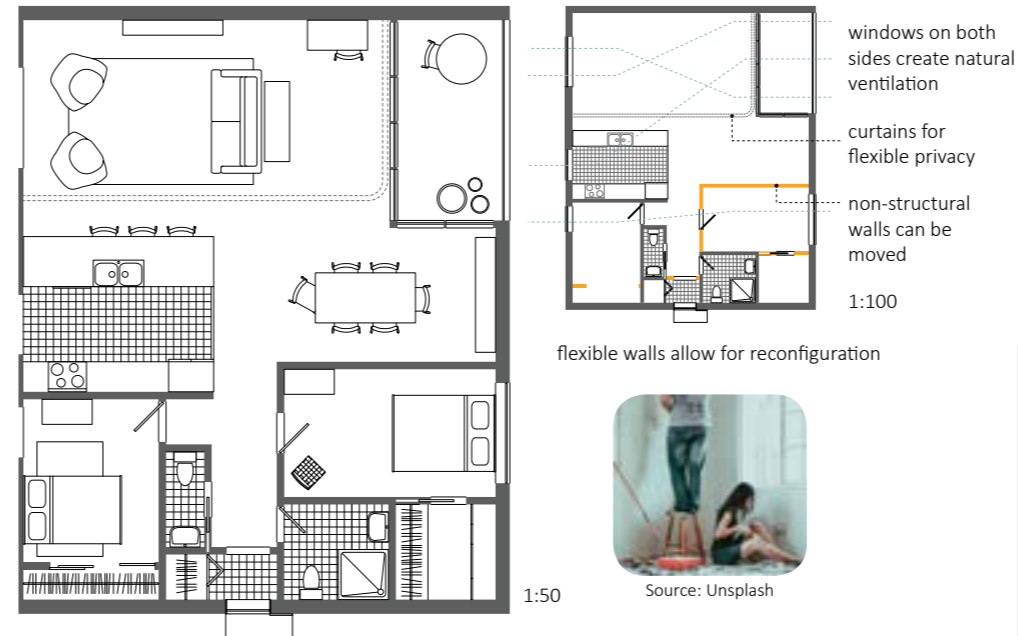 windows on both
sides create natural
ventilation
curtains for
flexible privacy
non-structural
walls can be
moved
1:100
flexible walls allow for reconfiguration
1:50
Source: Unsplash